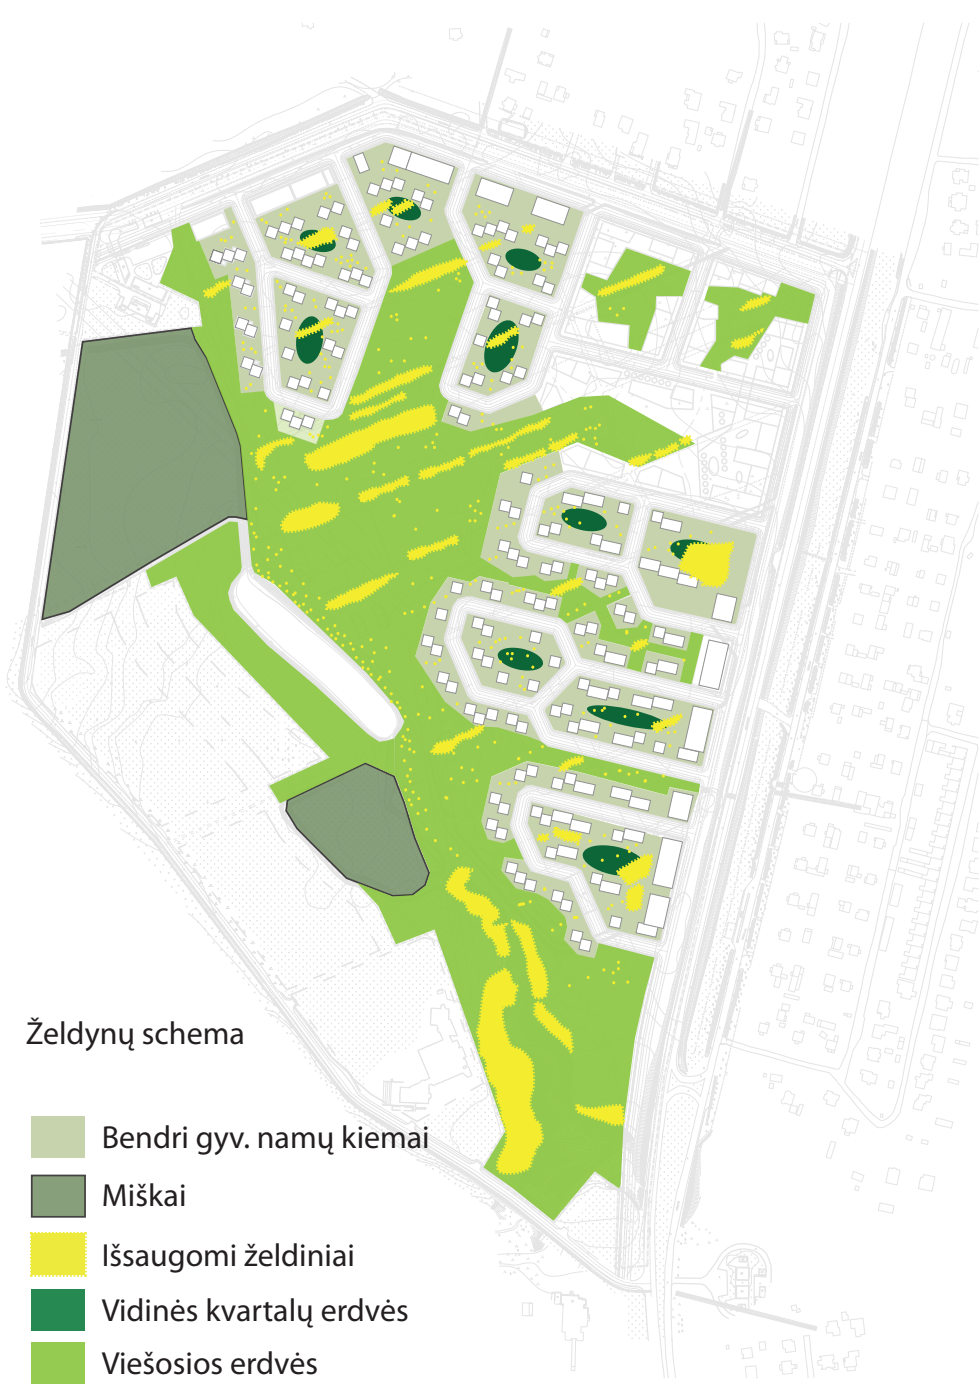 Želdynų schema
Bendri gyv. namų kiemai
Miškai
Išsaugomi želdiniai
Vidinės kvartalų erdvės
Viešosios erdvės